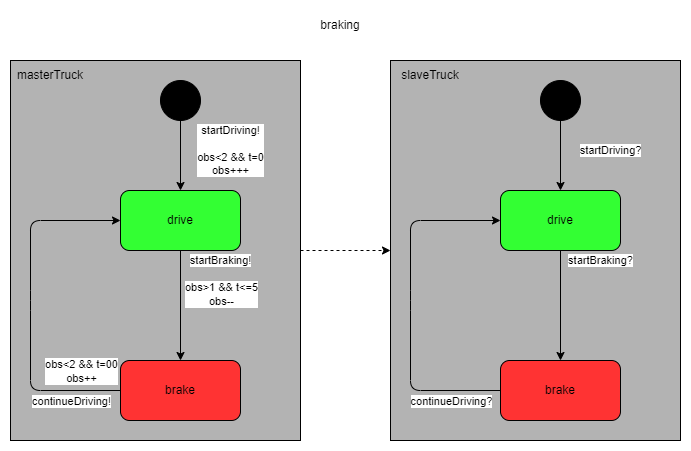 braking
masterTruck
startDriving!
obs<2 && t=0
obs+++
drive
startBraking!
obs>1 && t<=5
obs--
obs<2 && t=00
obs++
continueDriving!
brake
slaveTruck
startDriving?
drive
startBraking?
brake
continueDriving?